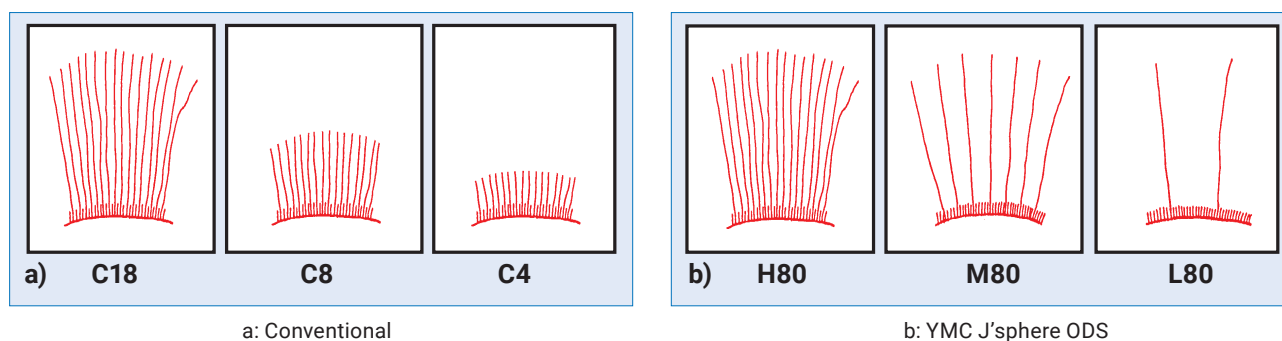 a) C18 C8 C4
b) H80 M80 L80
a: Conventional
b: YMC J’sphere ODS